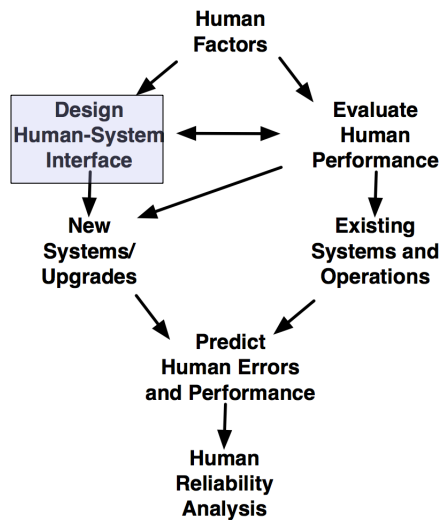 Human
Factors
Design
Human-System
Interface
Evaluate
Human
Performance
New
Systems/
Upgrades
Existing
Systems and
Operations
Predict
Human Errors
and Performance
Human
Reliability
Analysis